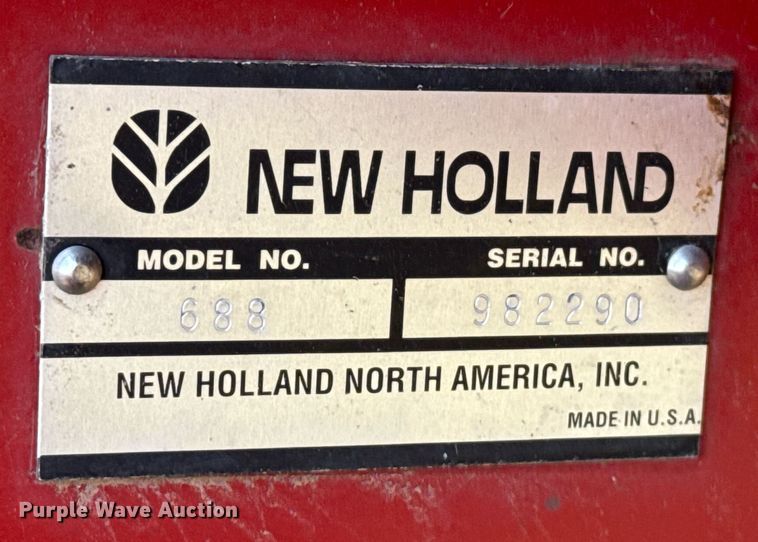 NEW HOLLAND
MODEL NO. SERIAL NO.
688 982290
NEW HOLLAND NORTH AMERICA, INC.
MADE IN U.S.A.
Purple Wave Auction